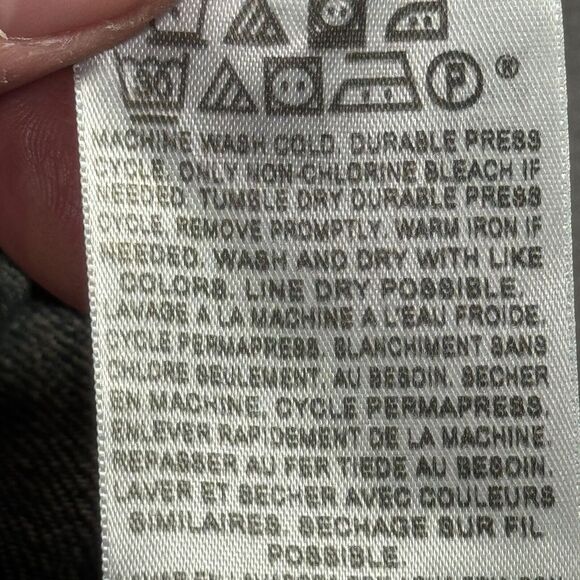 30 P ®
MACHINE WASH COLD, DURABLE PRESS
CYCLE, ONLY NON-CHLORINE BLEACH IF
NEEDED, TUMBLE DRY DURABLE PRESS
CYCLE, REMOVE PROMPTLY, WARM IRON IF
NEEDED, WASH AND DRY WITH LIKE
COLORS, LINE DRY POSSIBLE.
LAVAGE A LA MACHINE A L'EAU FROIDE,
CYCLE PERMAPRESS, BLANCHIMENT SANS
CHLORE SEULEMENT, AU BESOIN, SECHER
EN MACHINE, CYCLE PERMAPRESS,
ENLEVER RAPIDEMENT DE LA MACHINE,
REPASSER AU FER TIEDE AU BESOIN,
LAVER ET SECHER AVEC COULEURS
SIMILAIRES, SECHAGE SUR FIL
POSSIBLE.